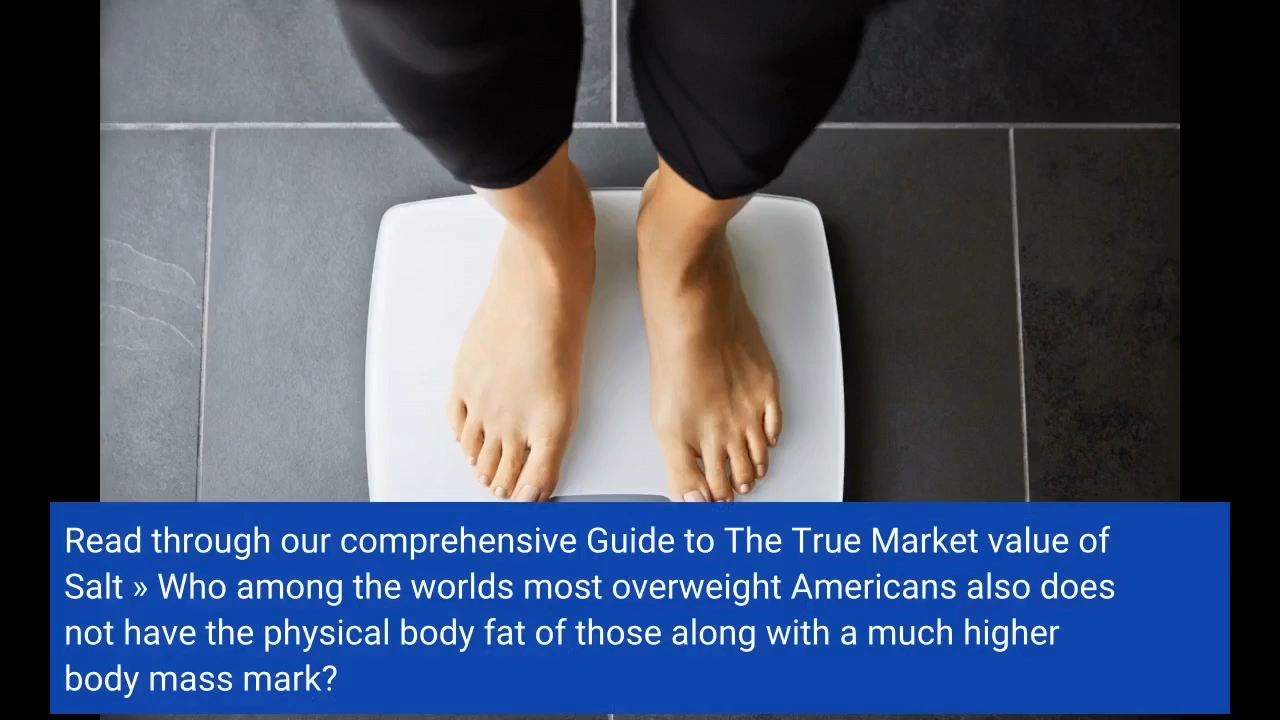 Read through our comprehensive Guide to The True Market value of
Salt » Who among the worlds most overweight Americans also does
not have the physical body fat of those along with a much higher
body mass mark?